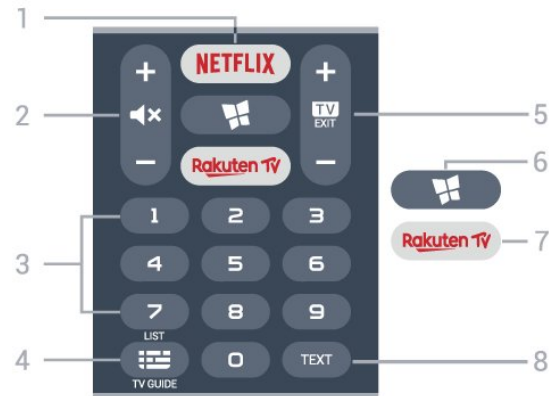 1
NETFLIX
+ +
2 TV EXIT 5
6
- Rakuten TV -
Rakuten TV 7
1 2 3
3 4 5 6
7 8 9
LIST
4 0 TEXT 8
TV GUIDE